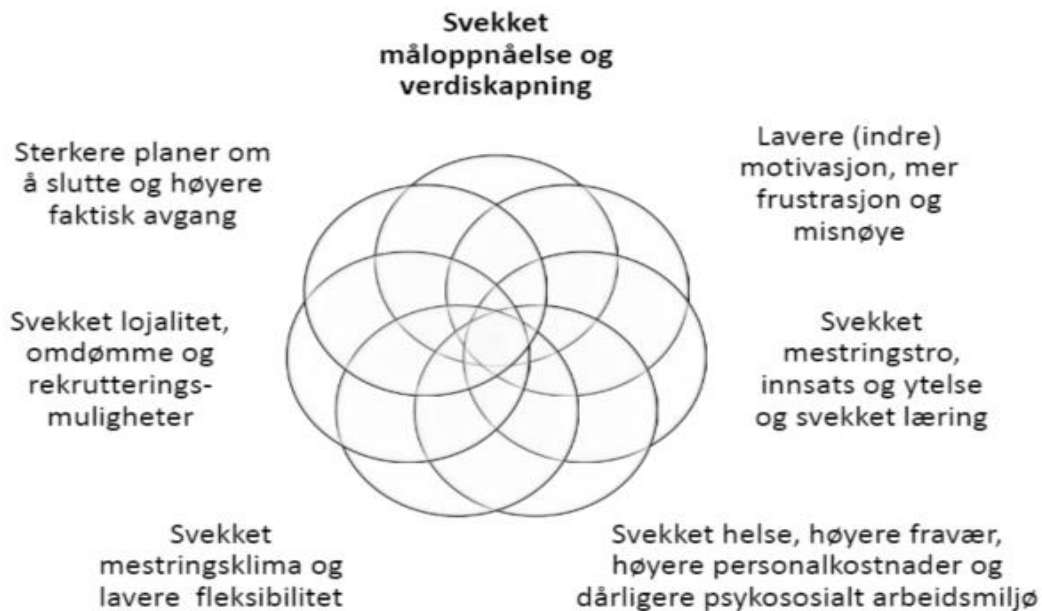 Svekket
måloppnåelse og
verdiskapning
Lavere (indre)
motivasjon, mer
frustrasjon og
misnøye
Svekket
mestringstro,
innsats og ytelse
og svekket læring
Svekket helse, høyere fravær,
høyere personalkostnader og
dårligere psykososialt arbeidsmiljø
Svekket
mestringsklima og
lavere fleksibilitet
Svekket lojalitet,
omdømme og
rekrutterings-
muligheter
Sterkere planer om
å slutte og høyere
faktisk avgang